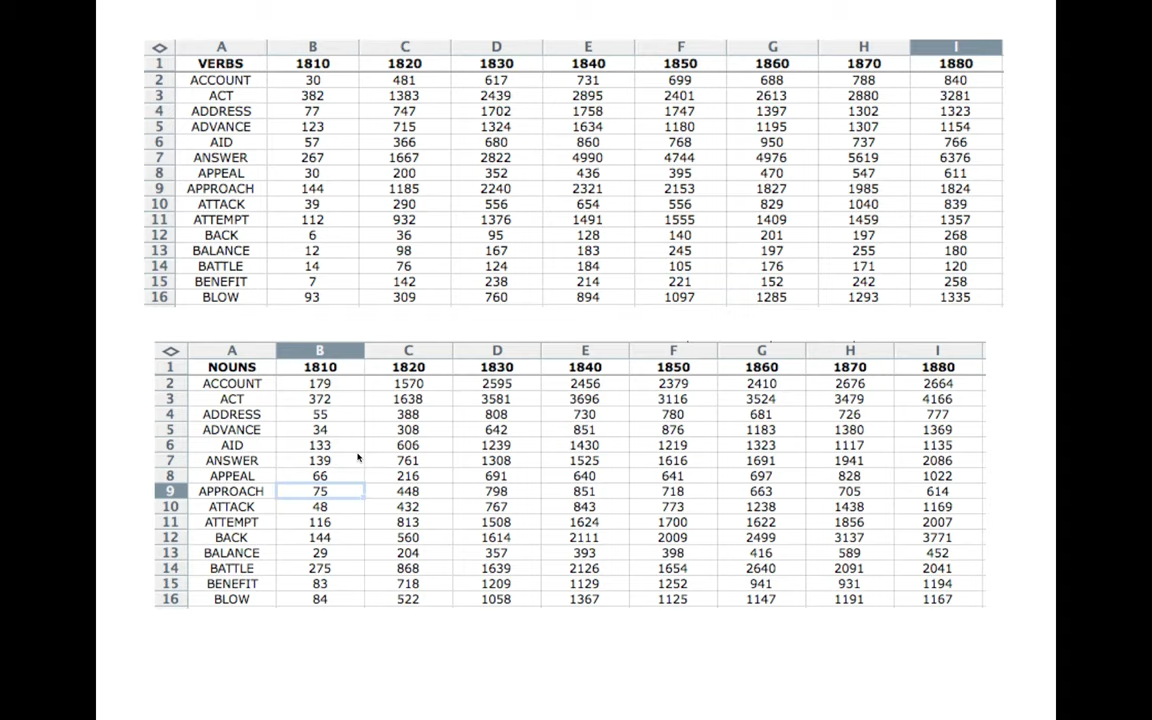 A B C D E F G H I
1 VERBS 1810 1820 1830 1840 1850 1860 1870 1880
2 ACCOUNT 30 481 617 731 699 688 788 840
3 ACT 382 1383 2439 2895 2401 2613 2880 3281
4 ADDRESS 77 747 1702 1758 1747 1397 1302 1323
5 ADVANCE 123 715 1324 1634 1180 1195 1307 1154
6 AID 57 366 680 860 768 950 737 766
7 ANSWER 267 1667 2822 4990 4744 4976 5619 6376
8 APPEAL 30 200 352 436 395 470 547 611
9 APPROACH 144 1185 2240 2321 2153 1827 1985 1824
10 ATTACK 39 290 556 654 556 829 1040 839
11 ATTEMPT 112 932 1376 1491 1555 1409 1459 1357
12 BACK 6 36 95 128 140 201 197 268
13 BALANCE 12 98 167 183 245 197 255 180
14 BATTLE 14 76 124 184 105 176 171 120
15 BENEFIT 7 142 238 214 221 152 242 258
16 BLOW 93 309 760 894 1097 1285 1293 1335
A B C D E F G H I
1 NOUNS 1810 1820 1830 1840 1850 1860 1870 1880
2 ACCOUNT 179 1570 2595 2456 2379 2410 2676 2664
3 ACT 372 1638 3581 3696 3116 3524 3479 4166
4 ADDRESS 55 388 808 730 780 681 726 777
5 ADVANCE 34 308 642 851 876 1183 1380 1369
6 AID 133 606 1239 1430 1219 1323 1117 1135
7 ANSWER 139 761 1308 1525 1616 1691 1941 2086
8 APPEAL 66 216 691 640 641 697 828 1022
9 APPROACH 75 448 798 851 718 663 705 614
10 ATTACK 48 432 767 843 773 1238 1438 1169
11 ATTEMPT 116 813 1508 1624 1700 1622 1856 2007
12 BACK 144 560 1614 2111 2009 2499 3137 3771
13 BALANCE 29 204 357 393 398 416 589 452
14 BATTLE 275 868 1639 2126 1654 2640 2091 2041
15 BENEFIT 83 718 1209 1129 1252 941 931 1194
16 BLOW 84 522 1058 1367 1125 1147 1191 1167